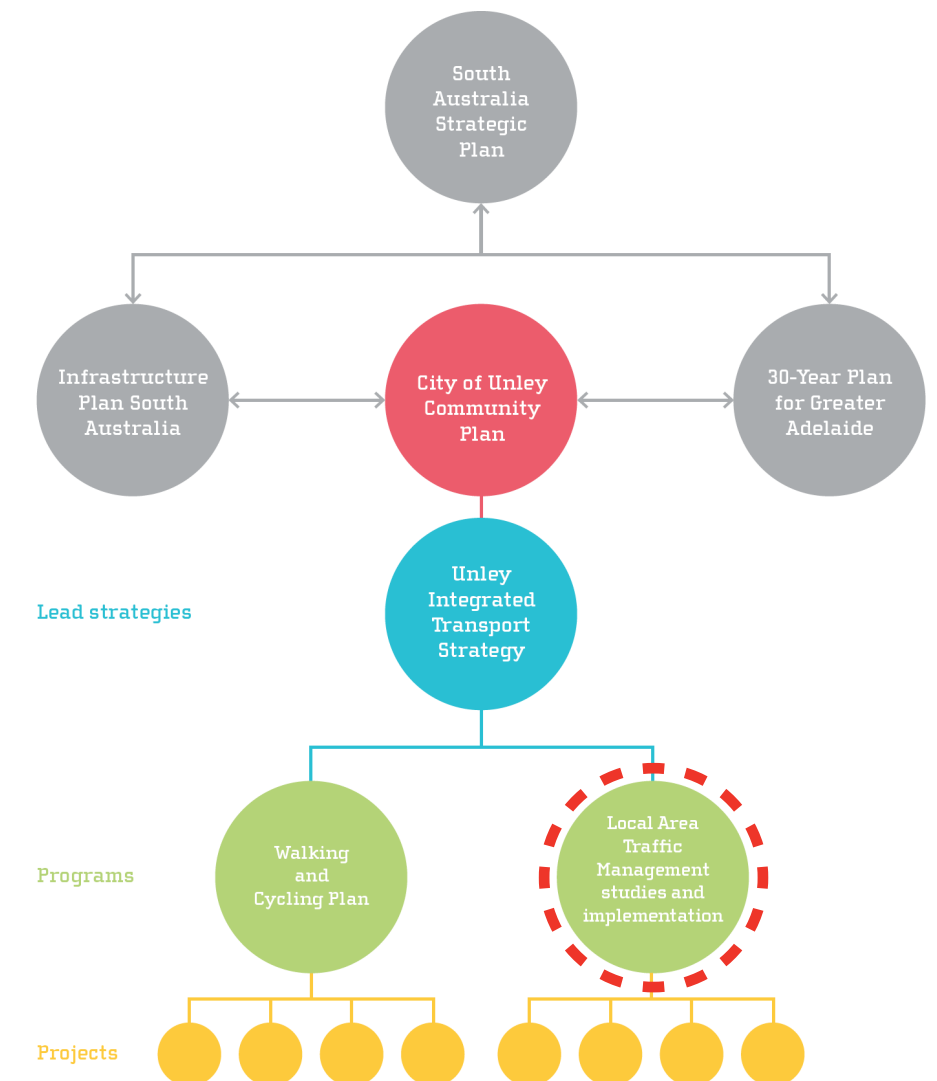 South
Australia
Strategic
Plan
Infrastructure
Plan South
Australia
City of Unley
Community
Plan
30-Year Plan
for Greater
Adelaide
Lead strategies
Unley
Integrated
Transport
Strategy
Programs
Walking
and
Cycling Plan
Local Area
Traffic
Management
studies and
implementation
Projects